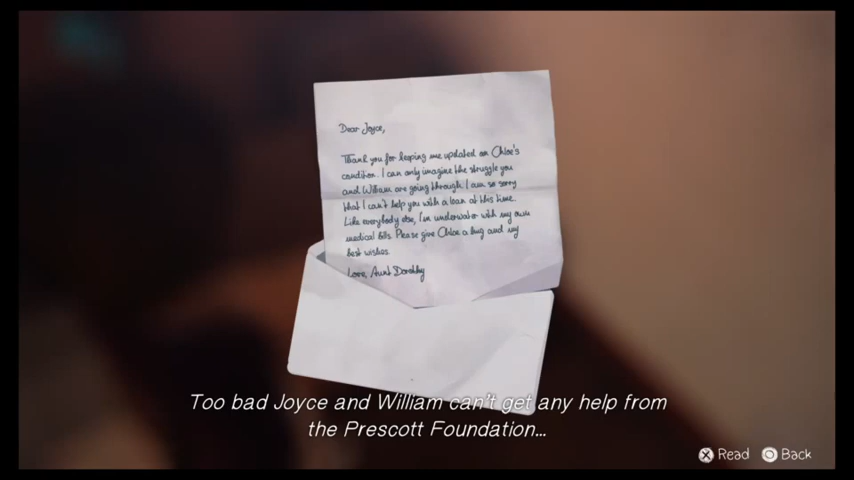 Dear Joyce,
Thank you for keeping me updated on Chloe's
condition. I can only imagine the struggle you
and William are going through. I am so sorry
that I can't help you with a loan at this time.
Like everybody else, I'm underwater with my own
medical bills. Please give Chloe a hug and my
best wishes.
Love, Aunt Dorothy
Too bad Joyce and William can't get any help from
the Prescott Foundation...
Read Back